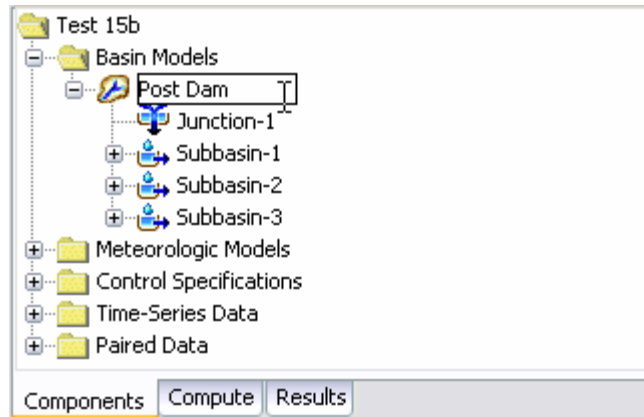 Test 15b
Basin Models
Post Dam
Junction-1
Subbasin-1
Subbasin-2
Subbasin-3
Meteorologic Models
Control Specifications
Time-Series Data
Paired Data
Components Compute Results